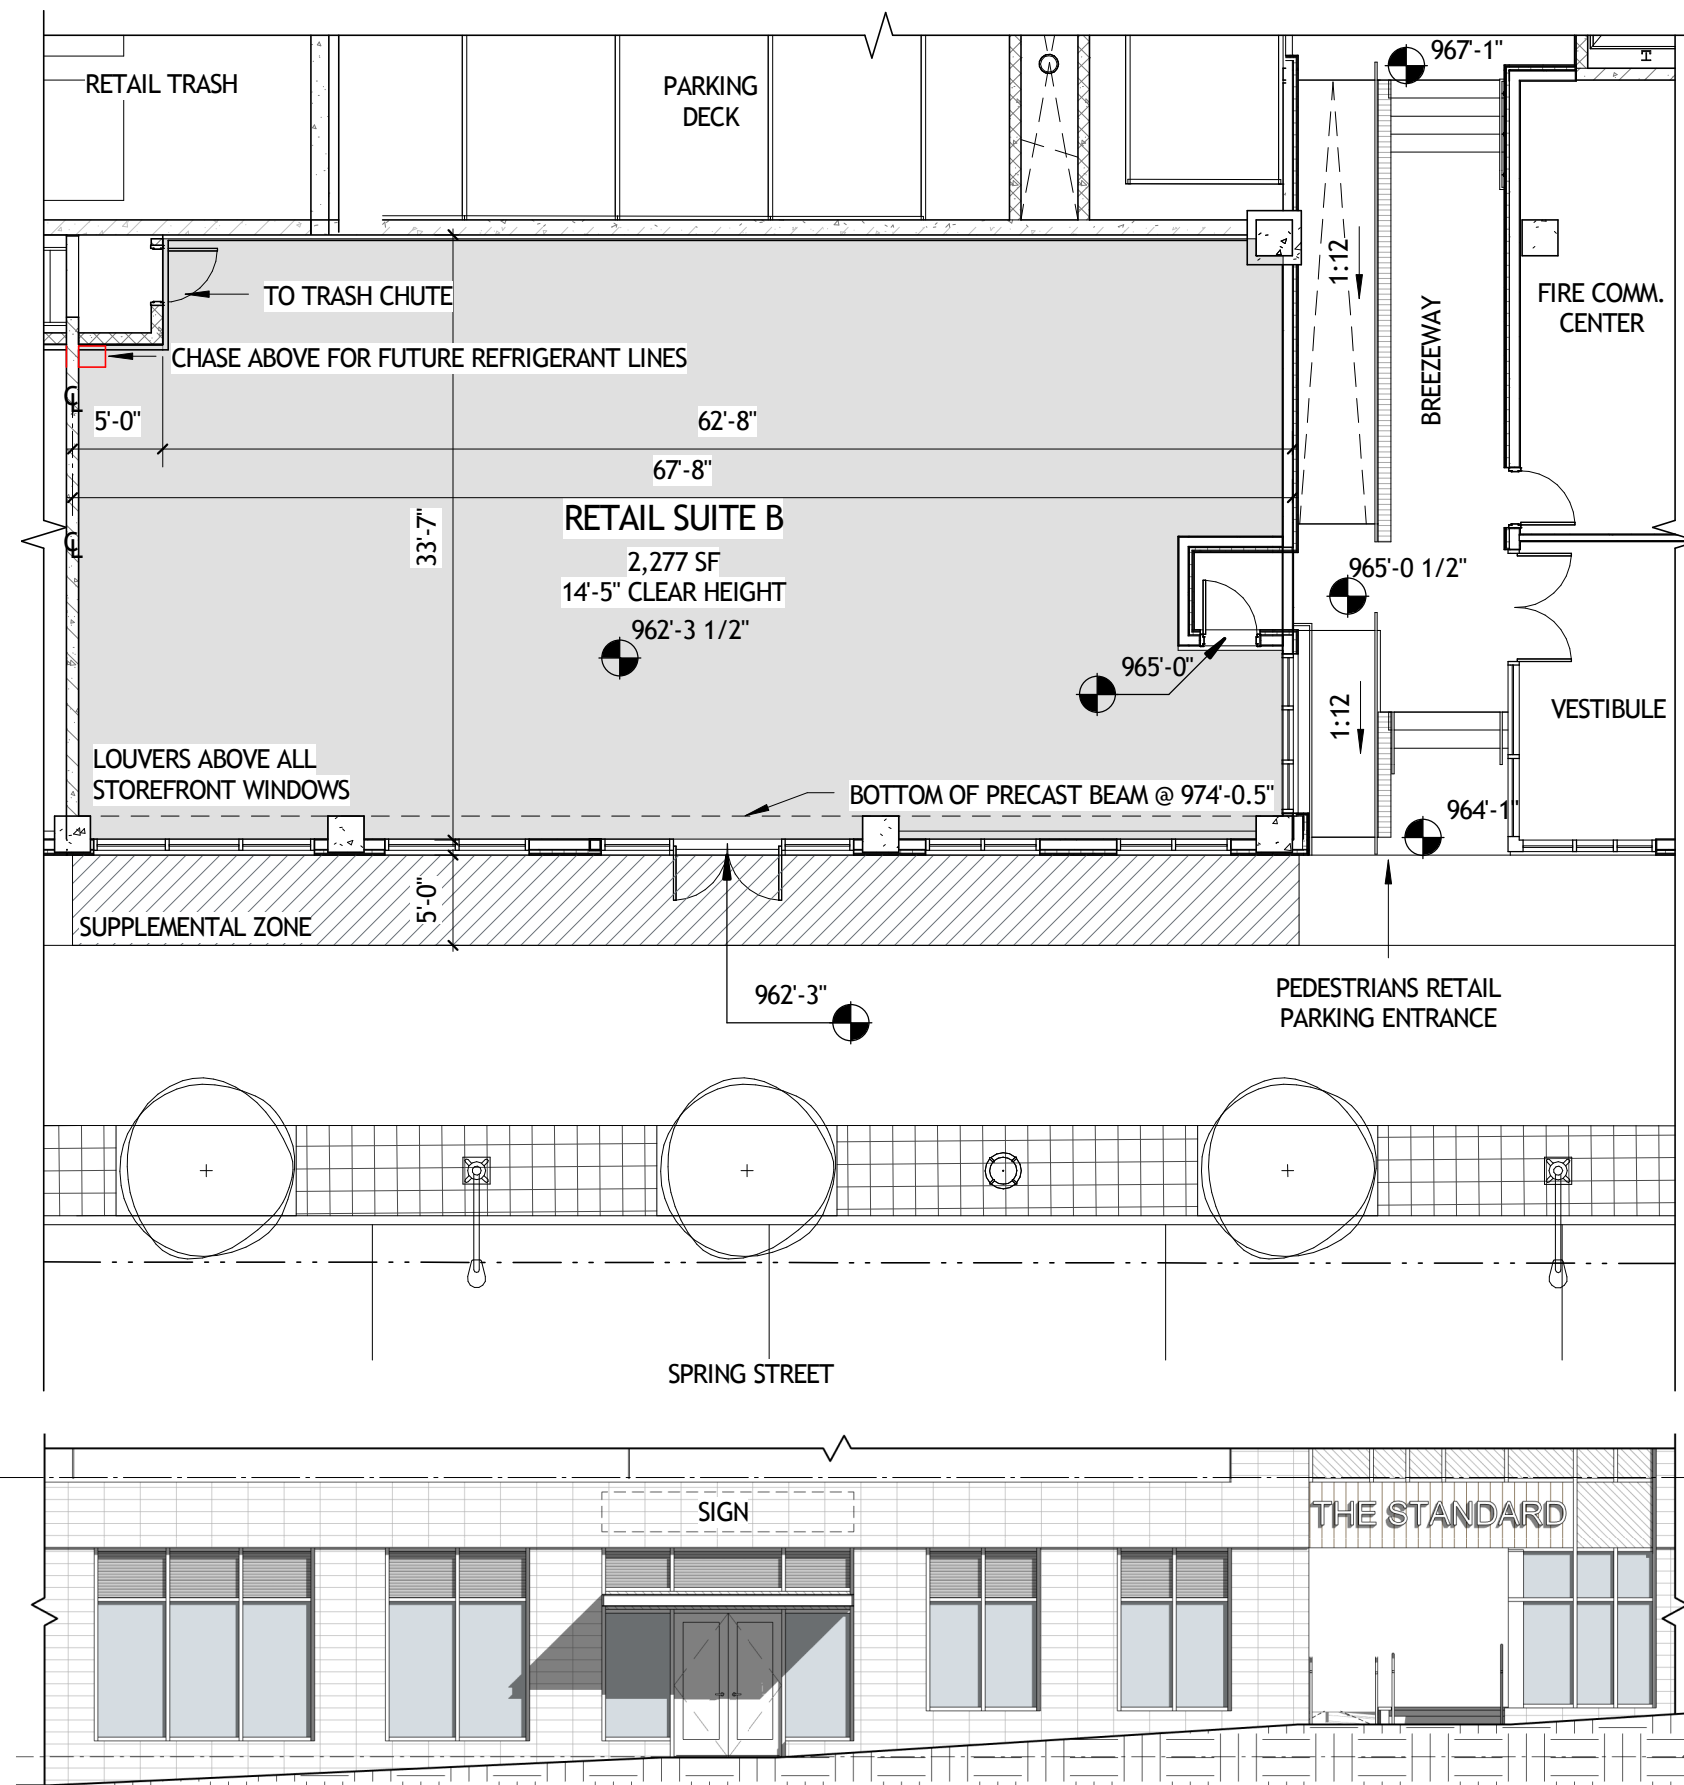 967'-1"
T
RETAIL TRASH
PARKING
DECK
1:12
TO TRASH CHUTE
FIRE COMM.
CENTER
BREEZEWAY
CHASE ABOVE FOR FUTURE REFRIGERANT LINES
CL
5'-0"
62'-8"
67'-8"
33'-7"
RETAIL SUITE B
CL
2,277 SF
14'-5" CLEAR HEIGHT
962'-3 1/2"
965'-0 1/2"
965'-0"
1:12
VESTIBULE
LOUVERS ABOVE ALL
STOREFRONT WINDOWS
BOTTOM OF PRECAST BEAM @ 974'-0.5"
964'-1"
5'-0"
SUPPLEMENTAL ZONE
962'-3"
PEDESTRIANS RETAIL
PARKING ENTRANCE
SPRING STREET
SIGN
THE STANDARD